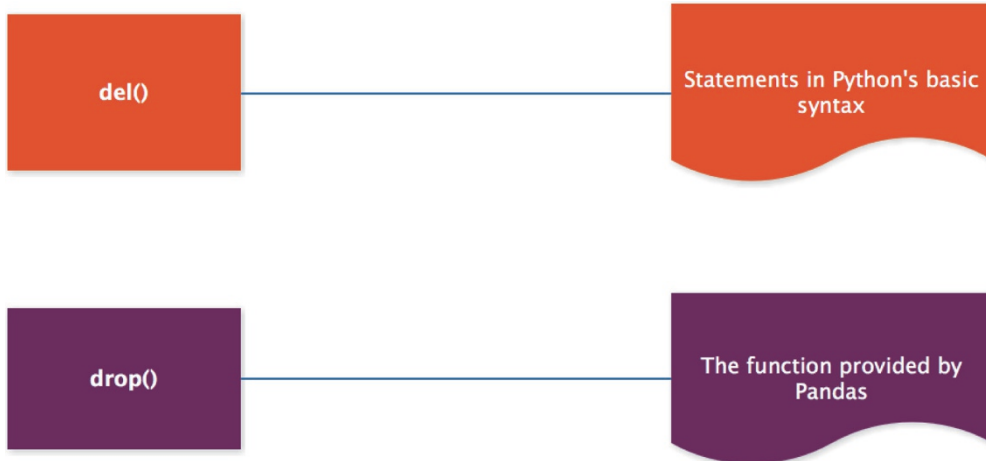 del()
Statements in Python's basic
syntax
drop()
The function provided by
Pandas